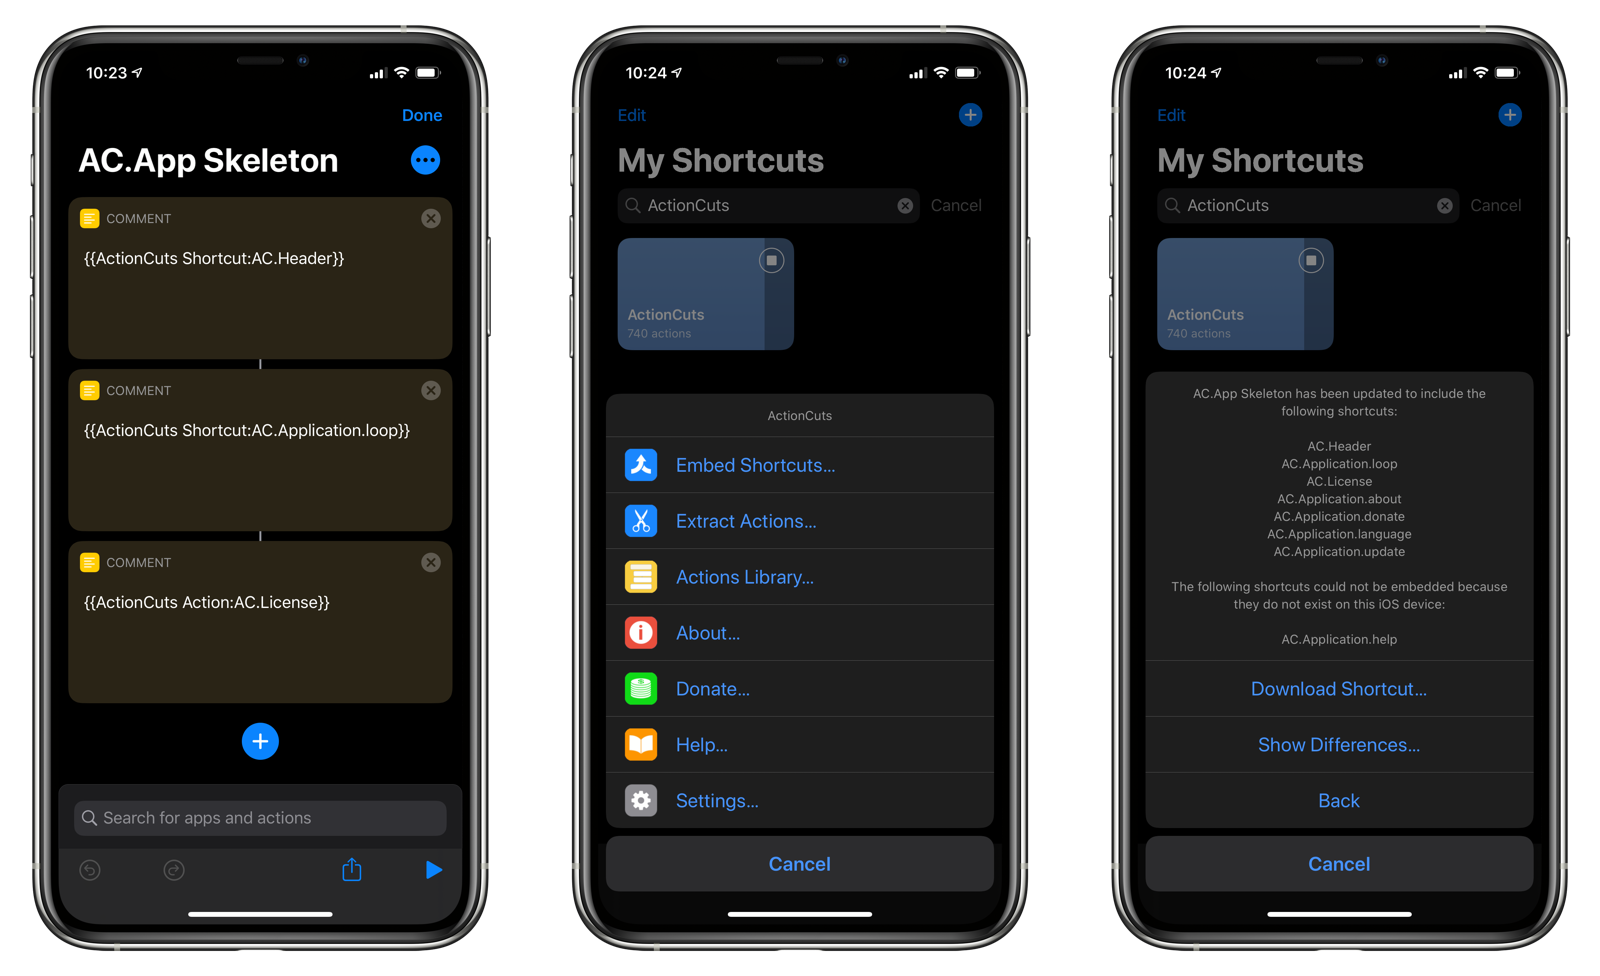 10:23
Done
AC.App Skeleton
COMMENT
{{ActionCuts Shortcut:AC.Header}}
COMMENT
{{ActionCuts Shortcut:AC.Application.loop}}
COMMENT
{{ActionCuts Action:AC.License}}
Search for apps and actions
10:24
Edit
My Shortcuts
ActionCuts
Cancel
ActionCuts
740 actions
ActionCuts
Embed Shortcuts...
Extract Actions...
Actions Library...
About...
Donate...
Help...
Settings...
Cancel
10:24
Edit
My Shortcuts
ActionCuts
Cancel
ActionCuts
740 actions
AC.App Skeleton has been updated to include the
following shortcuts:
AC.Header
AC.Application.loop
AC.License
AC.Application.about
AC.Application.donate
AC.Application.language
AC.Application.update
The following shortcuts could not be embedded because
they do not exist on this iOS device:
AC.Application.help
Download Shortcut...
Show Differences...
Back
Cancel